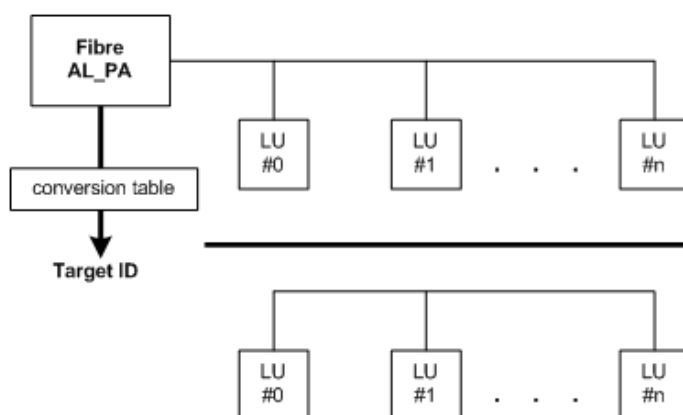 Fibre
AL_PA
LU
#0
LU
#1
. . .
LU
#n
conversion table
Target ID
LU
#0
LU
#1
. . .
LU
#n